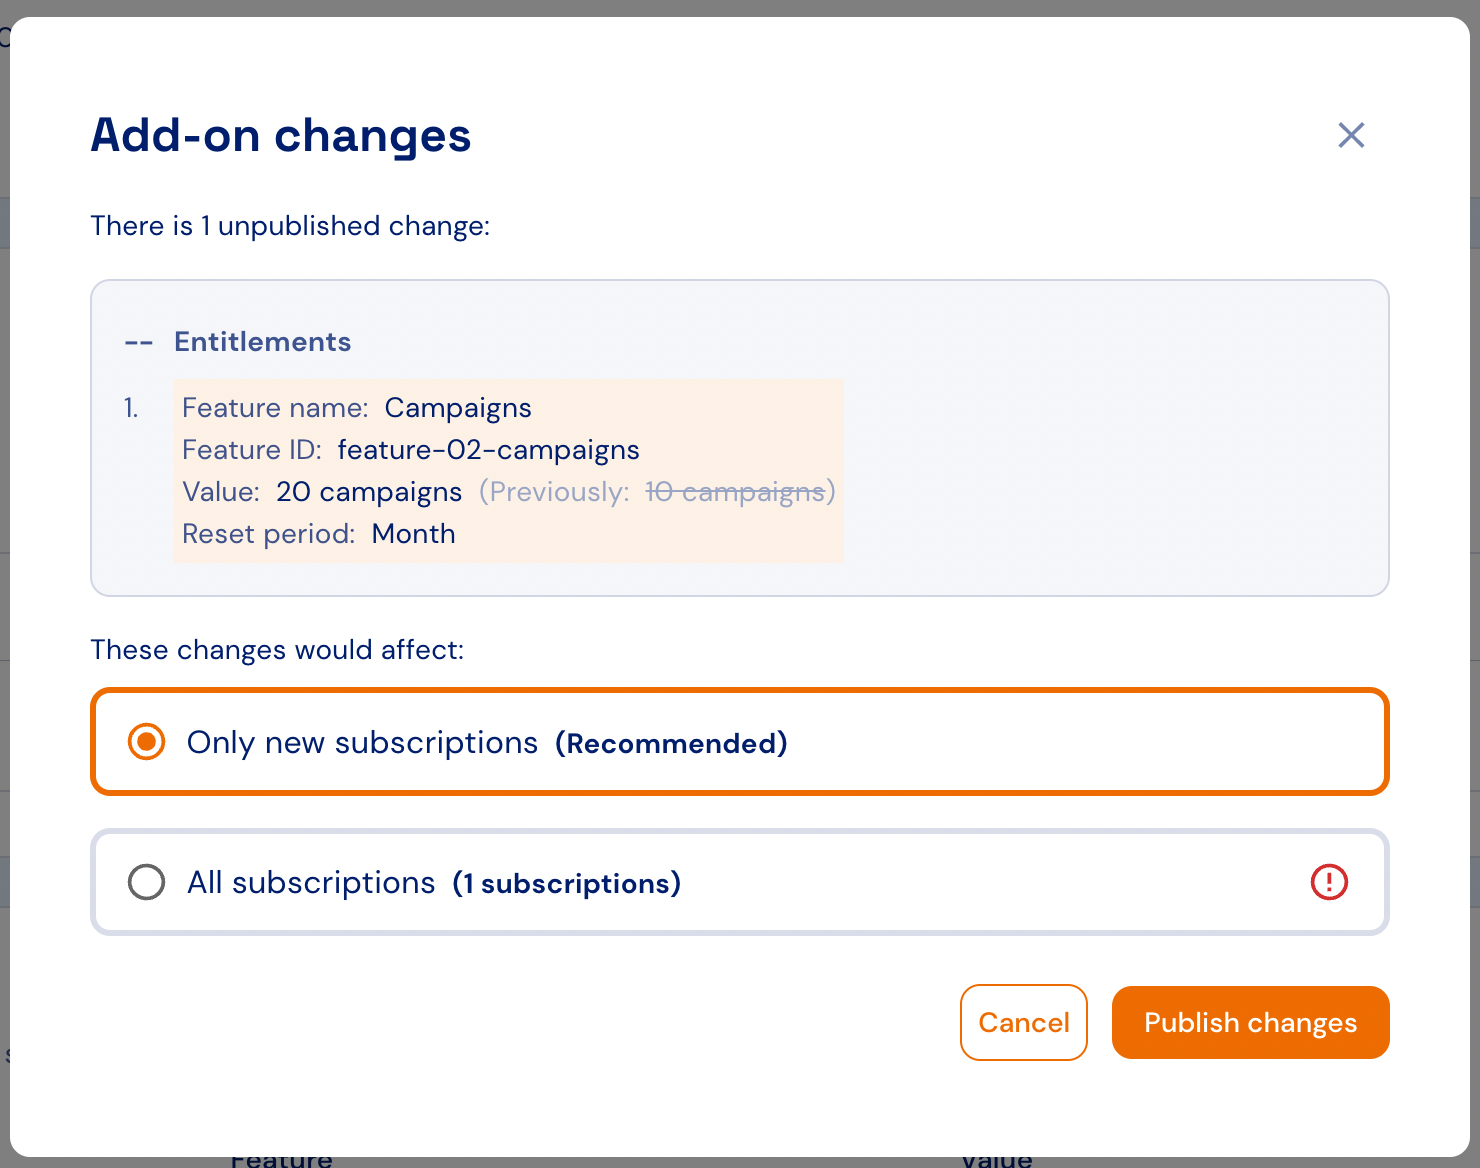 Add-on changes
There is 1 unpublished change:
-- Entitlements
1. Feature name: Campaigns
Feature ID: feature-02-campaigns
Value: 20 campaigns (Previously: 10 campaigns)
Reset period: Month
These changes would affect:
Only new subscriptions (Recommended)
All subscriptions (1 subscriptions)
Cancel Publish changes
Feature Value